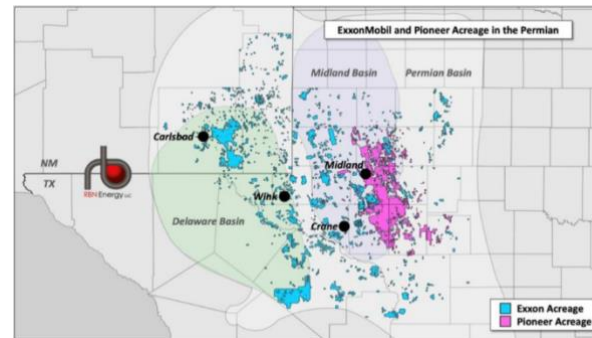 ExxonMobil and Pioneer Acreage in the Permian
Midland Basin
Permian Basin
Carlsbad
Midland
NM
TX
RBN Energy LLC
Wink
Delaware Basin
Crane
Exxon Acreage
Pioneer Acreage